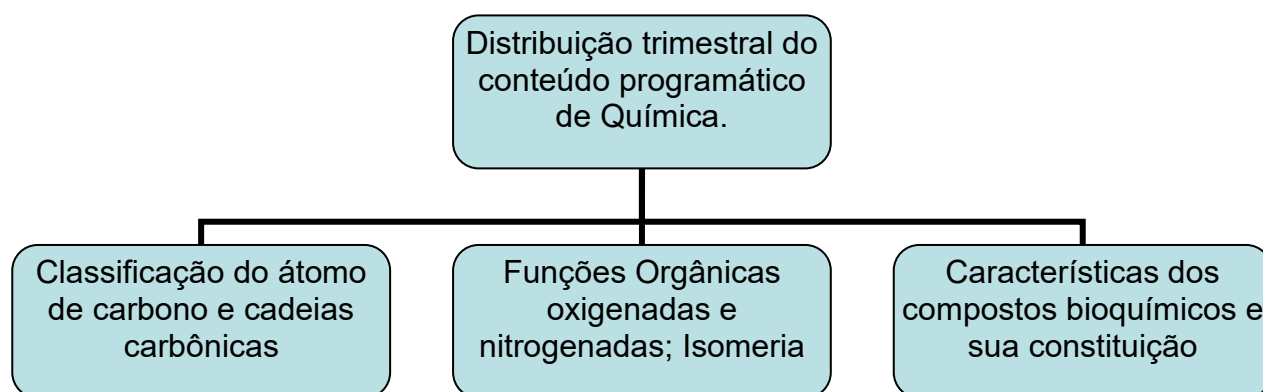 Distribuição trimestral do
conteúdo programático
de Química.
Classificação do átomo
de carbono e cadeias
carbônicas
Funções Orgânicas
oxigenadas e
nitrogenadas; Isomeria
Características dos
compostos bioquímicos e
sua constituição